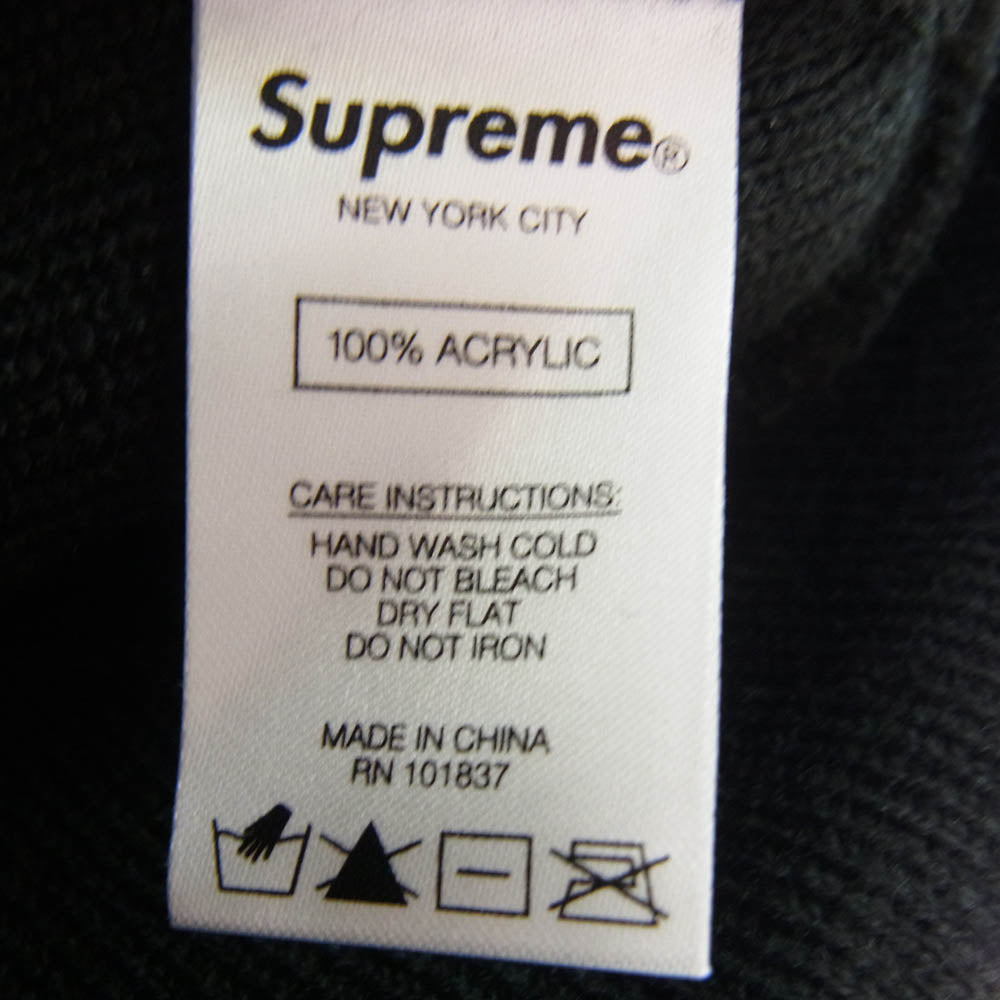 Supreme®
NEW YORK CITY
100% ACRYLIC
CARE INSTRUCTIONS:
HAND WASH COLD
DO NOT BLEACH
DRY FLAT
DO NOT IRON
MADE IN CHINA
RN 101837